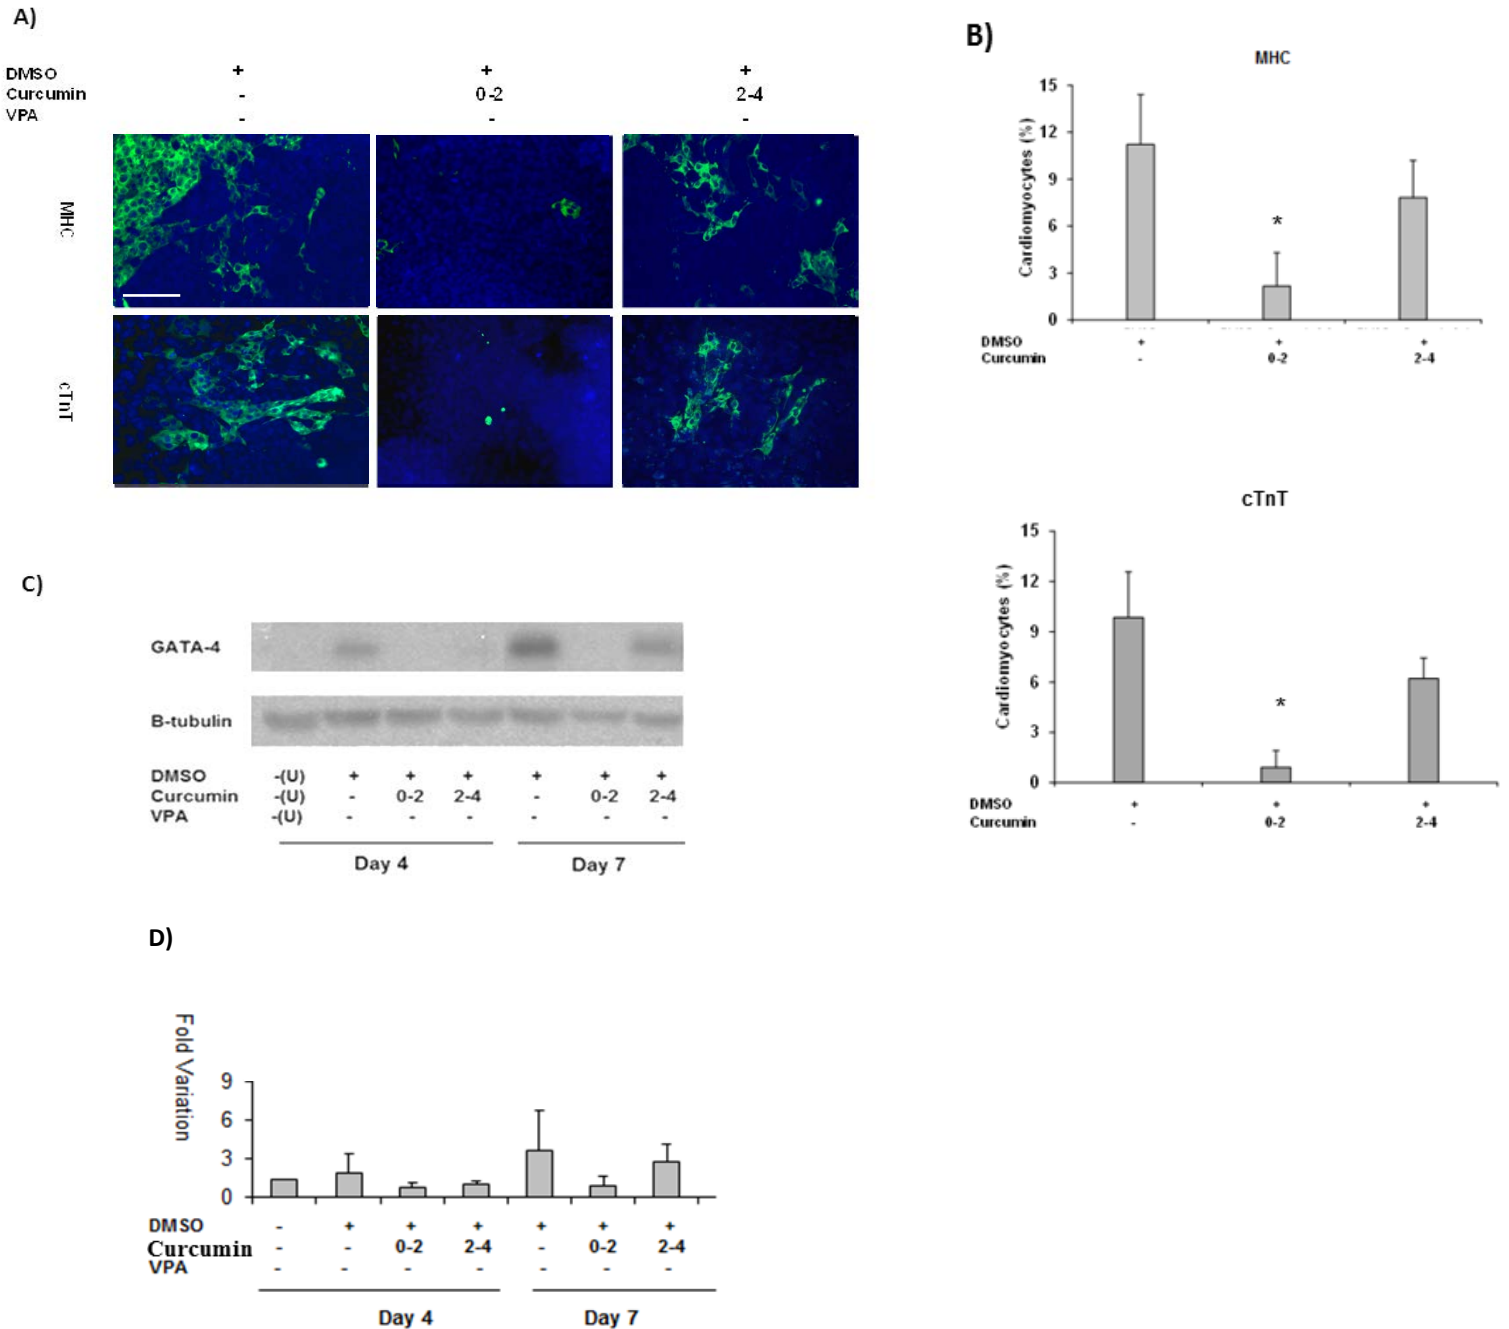 A)
DMSO + + +
Curcumin - 0-2 2-4
VPA - - -
MHC
cTnT
B)
MHC
Cardiomyocytes (%)
15
12
9
6
3
0
*
DMSO + + +
Curcumin - 0-2 2-4
cTnT
Cardiomyocytes (%)
15
12
9
6
3
0
*
DMSO + + +
Curcumin - 0-2 2-4
C)
GATA-4
B-tubulin
DMSO -(U) + + + + + +
Curcumin -(U) - 0-2 2-4 - 0-2 2-4
VPA -(U) - - - - - -
Day 4 Day 7
D)
Fold Variation
9
6
3
0
DMSO - + + + + + +
Curcumin - - 0-2 2-4 - 0-2 2-4
VPA - - - - - - -
Day 4 Day 7